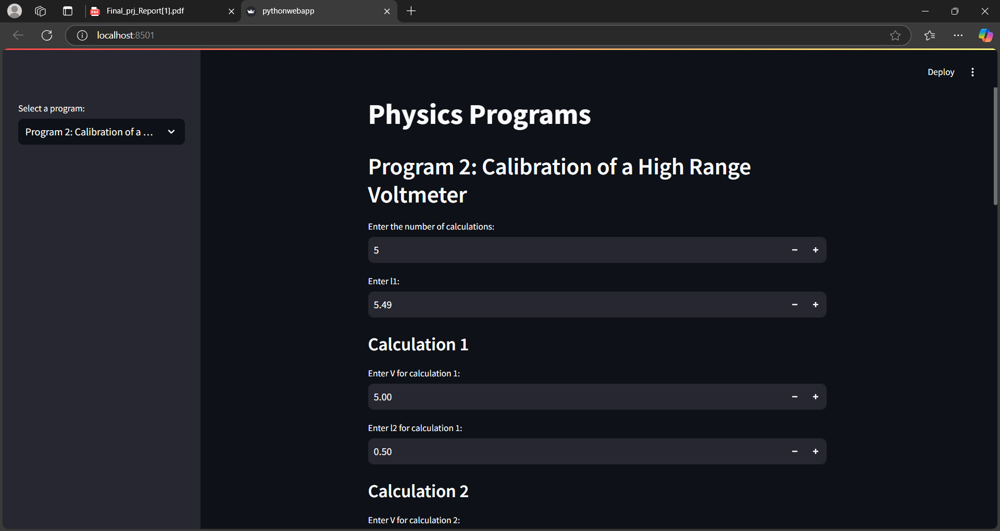 Final_prj_Report[1].pdf
pythonwebapp
localhost:8501
Deploy
Select a program:
Program 2: Calibration of a ...
Physics Programs
Program 2: Calibration of a High Range
Voltmeter
Enter the number of calculations:
5
Enter l1:
5.49
Calculation 1
Enter V for calculation 1:
5.00
Enter l2 for calculation 1:
0.50
Calculation 2
Enter V for calculation 2: